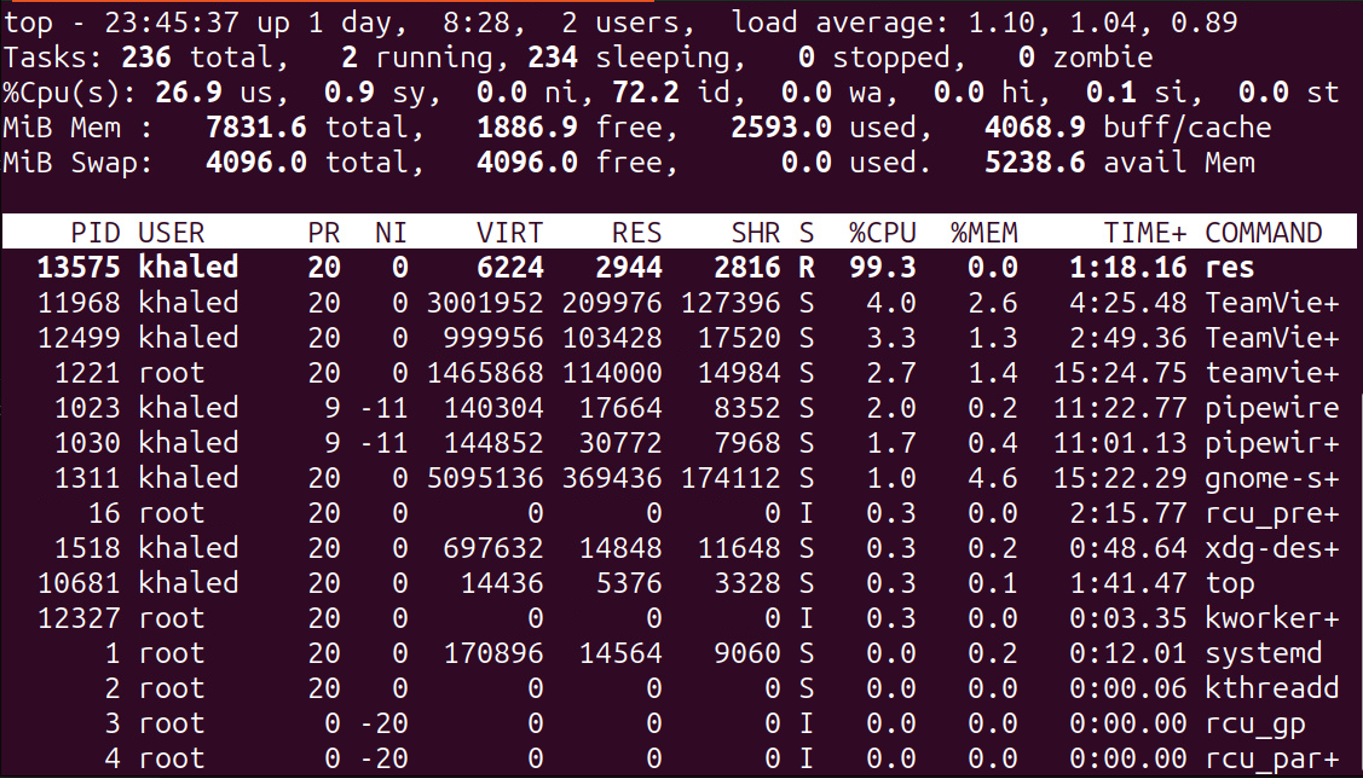 top - 23:45:37 up 1 day,  8:28,  2 users,  load average: 1.10, 1.04, 0.89
Tasks: 236 total,   2 running, 234 sleeping,   0 stopped,   0 zombie
%Cpu(s): 26.9 us,  0.9 sy,  0.0 ni, 72.2 id,  0.0 wa,  0.0 hi,  0.1 si,  0.0 st
MiB Mem :   7831.6 total,   1886.9 free,   2593.0 used,   4068.9 buff/cache
MiB Swap:   4096.0 total,   4096.0 free,      0.0 used.   5238.6 avail Mem
    PID USER      PR  NI    VIRT    RES    SHR S  %CPU  %MEM     TIME+ COMMAND
  13575 khaled    20   0    6224   2944   2816 R  99.3   0.0   1:18.16 res
  11968 khaled    20   0 3001952 209976 127396 S   4.0   2.6   4:25.48 TeamVie+
  12499 khaled    20   0  999956 103428  17520 S   3.3   1.3   2:49.36 TeamVie+
   1221 root      20   0 1465868 114000  14984 S   2.7   1.4  15:24.75 teamvie+
   1023 khaled     9 -11  140304  17664   8352 S   2.0   0.2  11:22.77 pipewire
   1030 khaled     9 -11  144852  30772   7968 S   1.7   0.4  11:01.13 pipewir+
   1311 khaled    20   0 5095136 369436 174112 S   1.0   4.6  15:22.29 gnome-s+
     16 root      20   0       0      0      0 I   0.3   0.0   2:15.77 rcu_pre+
   1518 khaled    20   0  697632  14848  11648 S   0.3   0.2   0:48.64 xdg-des+
  10681 khaled    20   0   14436   5376   3328 S   0.3   0.1   1:41.47 top
  12327 root      20   0       0      0      0 I   0.3   0.0   0:03.35 kworker+
      1 root      20   0  170896  14564   9060 S   0.0   0.2   0:12.01 systemd
      2 root      20   0       0      0      0 S   0.0   0.0   0:00.06 kthreadd
      3 root       0 -20       0      0      0 I   0.0   0.0   0:00.00 rcu_gp
      4 root       0 -20       0      0      0 I   0.0   0.0   0:00.00 rcu_par+